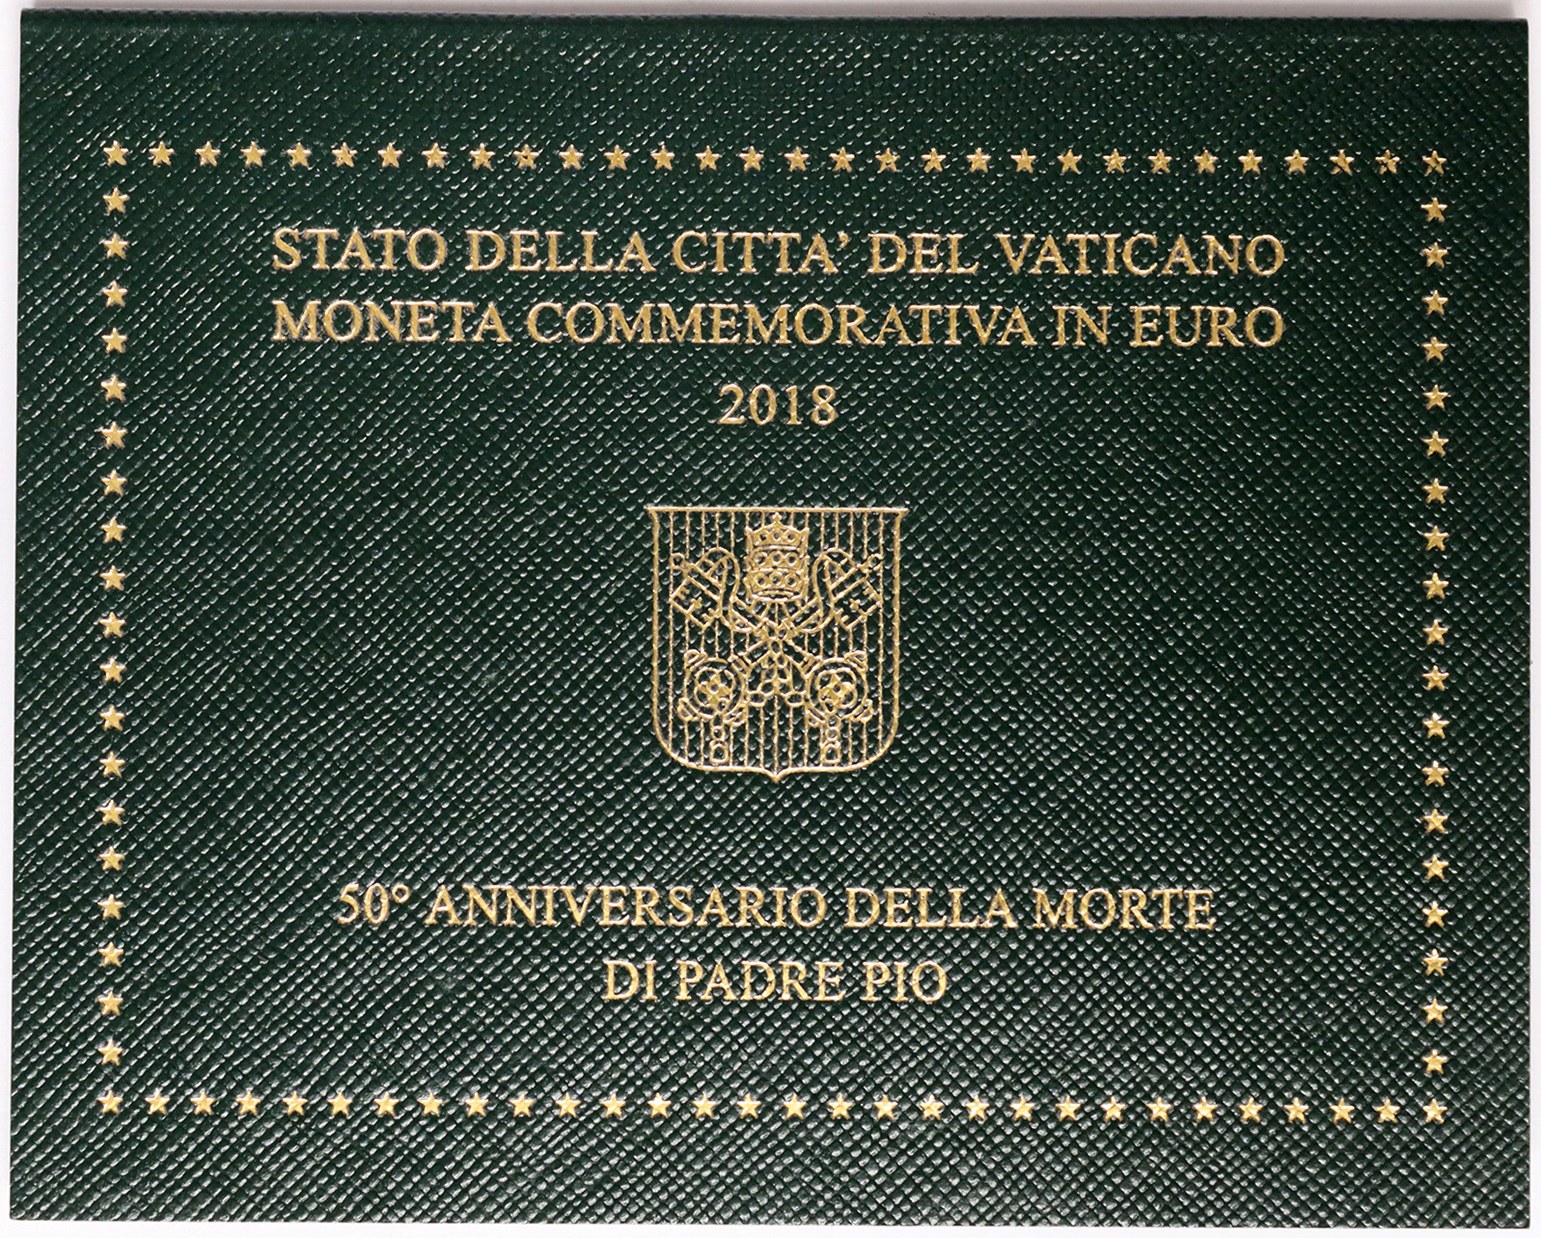 STATO DELLA CITTA' DEL VATICANO
MONETA COMMEMORATIVA IN EURO
2018
50° ANNIVERSARIO DELLA MORTE
DI PADRE PIO